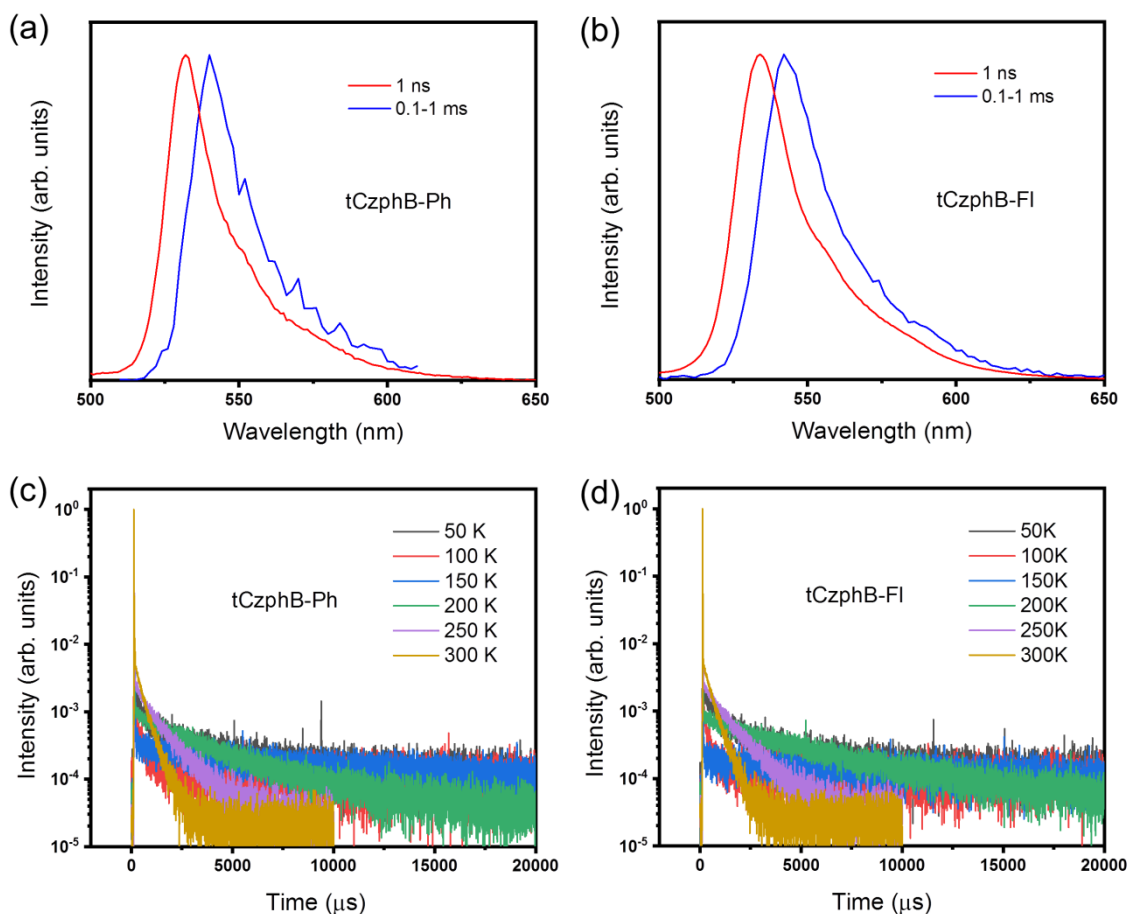 (a)
1 ns
0.1-1 ms
tCzphB-Ph
Intensity (arb. units)
500
550
600
650
Wavelength (nm)
(b)
1 ns
0.1-1 ms
tCzphB-Fl
Intensity (arb. units)
500
550
600
650
Wavelength (nm)
(c)
10⁰
10⁻¹
10⁻²
10⁻³
10⁻⁴
10⁻⁵
Intensity (arb. units)
tCzphB-Ph
50 K
100 K
150 K
200 K
250 K
300 K
0
5000
10000
15000
20000
Time (μs)
(d)
10⁰
10⁻¹
10⁻²
10⁻³
10⁻⁴
10⁻⁵
Intensity (arb. units)
tCzphB-Fl
50K
100K
150K
200K
250K
300K
0
5000
10000
15000
20000
Time (μs)